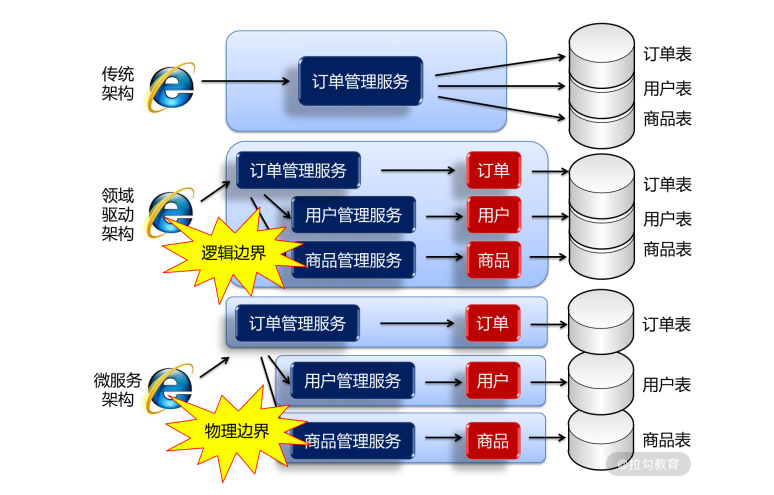 传统
架构
订单管理服务
订单表
用户表
商品表
领域
驱动
架构
订单管理服务
订单
用户管理服务
用户
商品管理服务
商品
逻辑边界
订单表
用户表
商品表
微服务
架构
订单管理服务
订单
订单表
用户管理服务
用户
用户表
商品管理服务
商品
商品表
物理边界
@拉勾教育